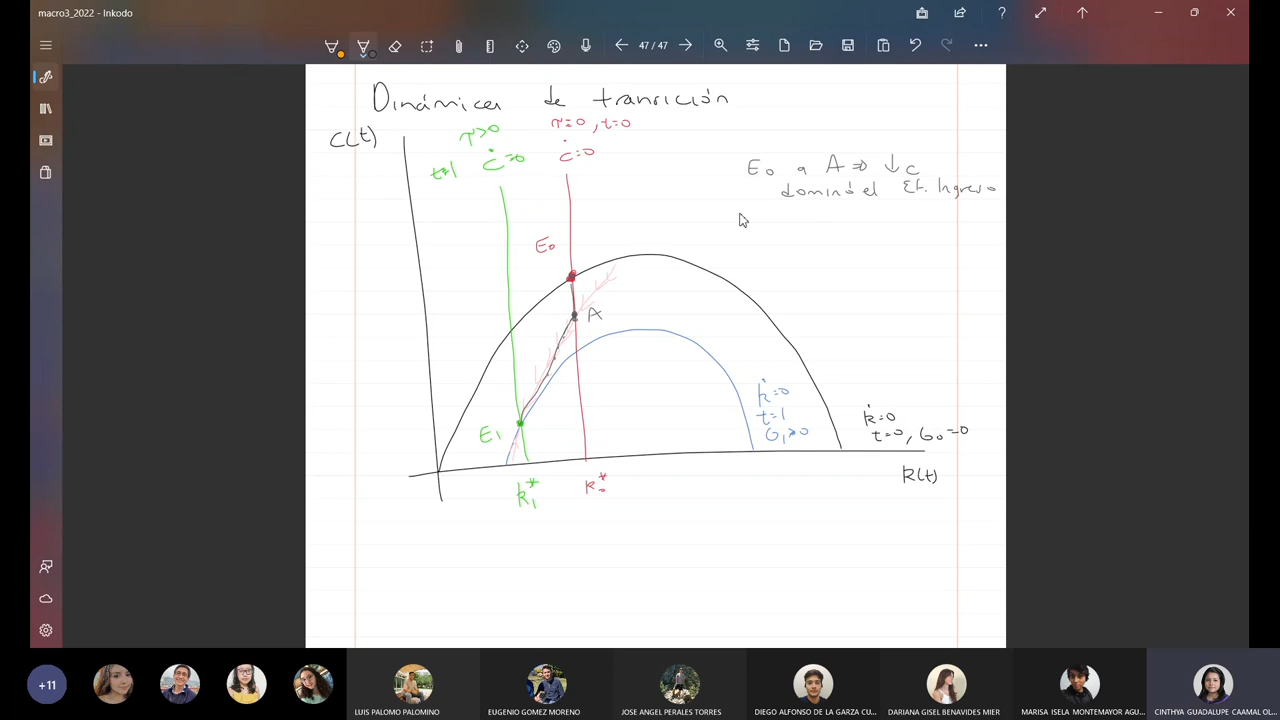 macro3_2022 - Inkodo
47 / 47
Dinámicas de transición
C(t)
τ>0
t=1 ċ=0
τ=0, t=0
ċ=0
E₀ a A ⇒ ↓c
dominó el Ef. Ingreso
E₀
A
E₁
k̇=0
t=1
G₁>0
k̇=0
t=0, G₀=0
k₁*
k₀*
k(t)
+11
LUIS PALOMO PALOMINO
EUGENIO GOMEZ MORENO
JOSE ANGEL PERALES TORRES
DIEGO ALFONSO DE LA GARZA CU...
DARIANA GISEL BENAVIDES MIER
MARISA ISELA MONTEMAYOR AGU...
CINTHYA GUADALUPE CAAMAL OL...